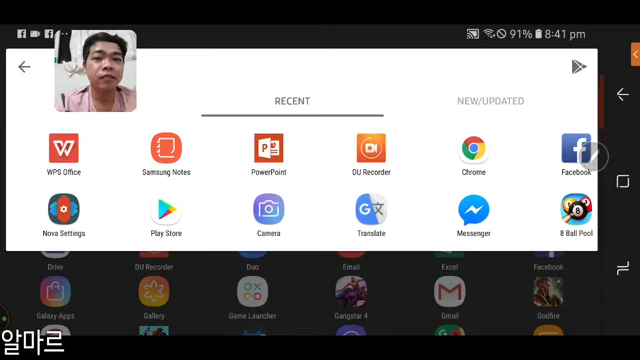 91% 8:41 pm
RECENT NEW/UPDATED
WPS Office Samsung Notes PowerPoint DU Recorder Chrome Facebook
Nova Settings Play Store Camera Translate Messenger 8 Ball Pool
Drive DU Recorder Duo Email Excel Facebook
Galaxy Apps Gallery Game Launcher Gangstar 4 Gmail Godfire
알마르